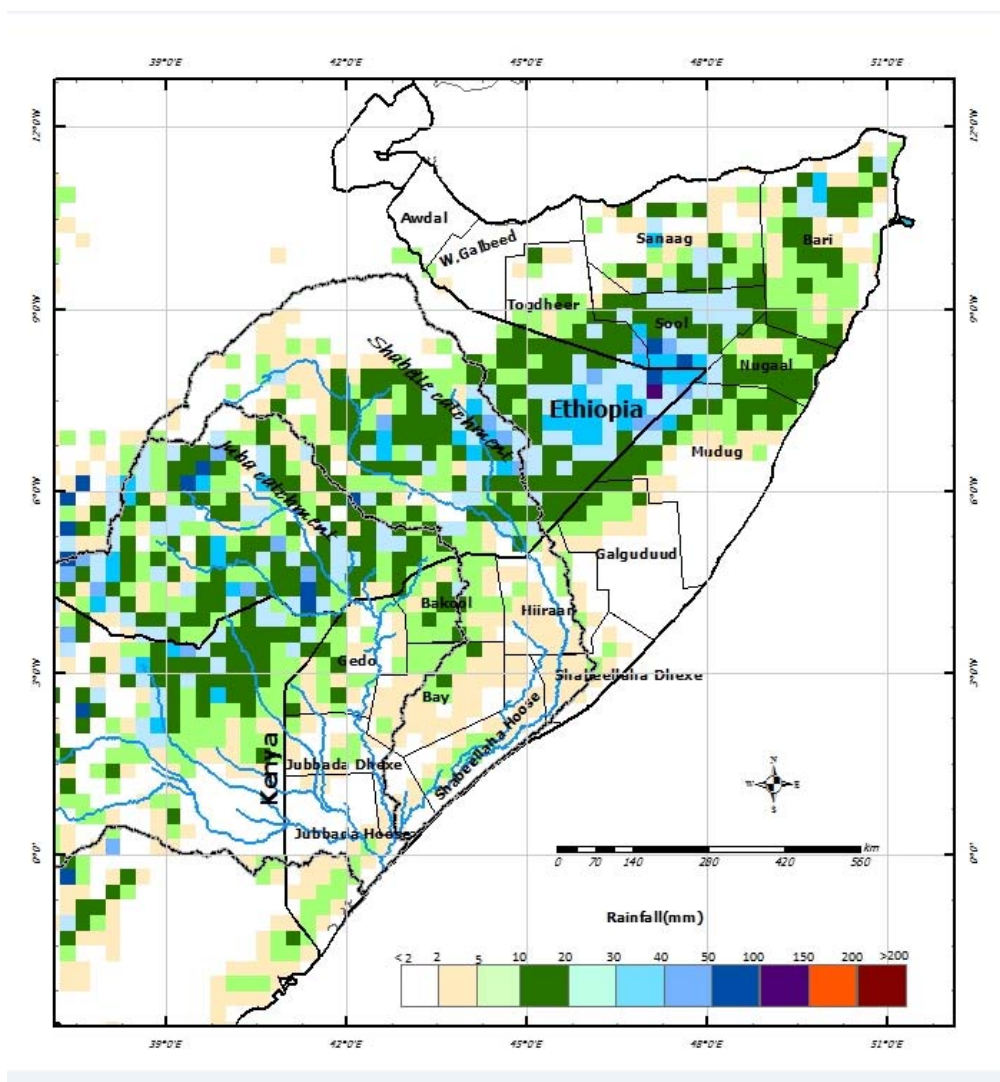 39°0'E 42°0'E 45°0'E 48°0'E 51°0'E
12°0'W 12°0'W
Awdal
W.Galbeed
Sanaag
Bari
9°0'W 9°0'W
Togdheer
Sool
Nugaal
Shabelle catchment
Ethiopia
Mudug
Juba catchment
6°0'W 6°0'W
Galguduud
Bakool
Hiiraan
Gedo
3°0'W 3°0'W
Shabeellaha Dhexe
Bay
Shabeellaha Hoose
Kenya
Jubbada Dhexe
N
W E
S
Jubbada Hoose
0°0' 0°0'
km
0 70 140 280 420 560
Rainfall(mm)
<2 2 5 10 20 30 40 50 100 150 200 >200
39°0'E 42°0'E 45°0'E 48°0'E 51°0'E